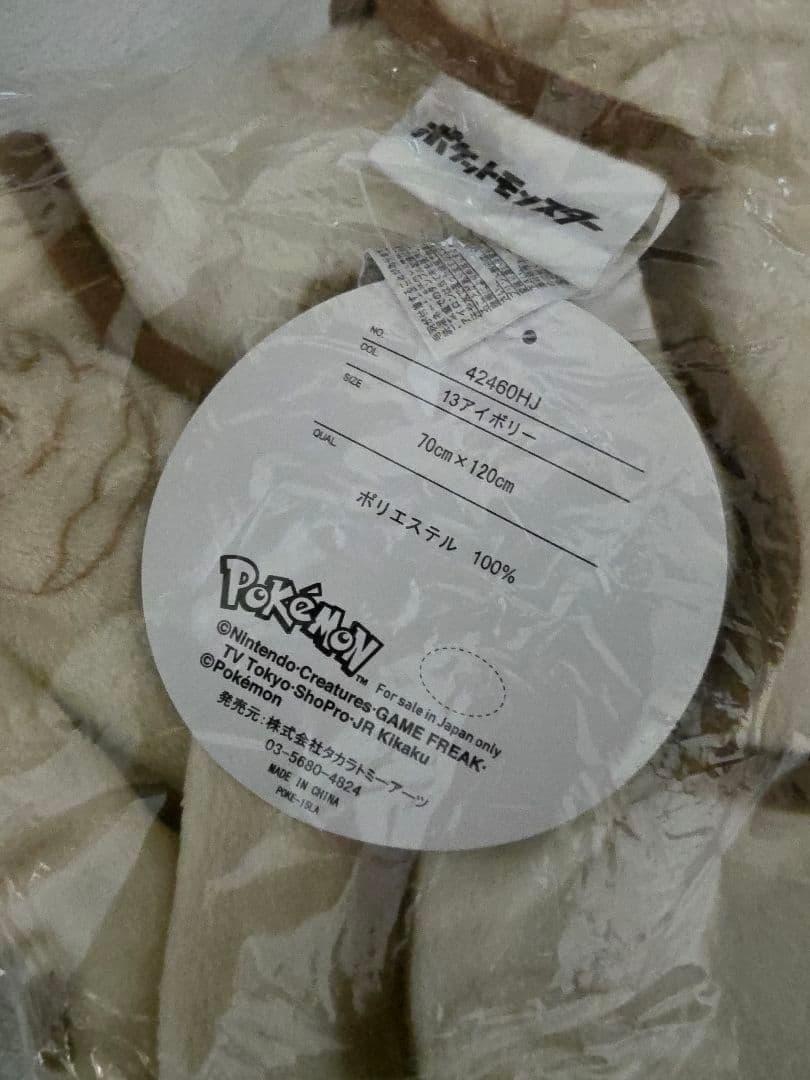 ポケットモンスター
NO.
42460HJ
COL.
13アイボリー
SIZE
70cm×120cm
QUAL
ポリエステル 100%
POKéMON™
For sale in Japan only
©Nintendo・Creatures・GAME FREAK・
TV Tokyo・ShoPro・JR Kikaku
©Pokémon
発売元:株式会社タカラトミーアーツ
03-5680-4824
MADE IN CHINA
POKE-15LA